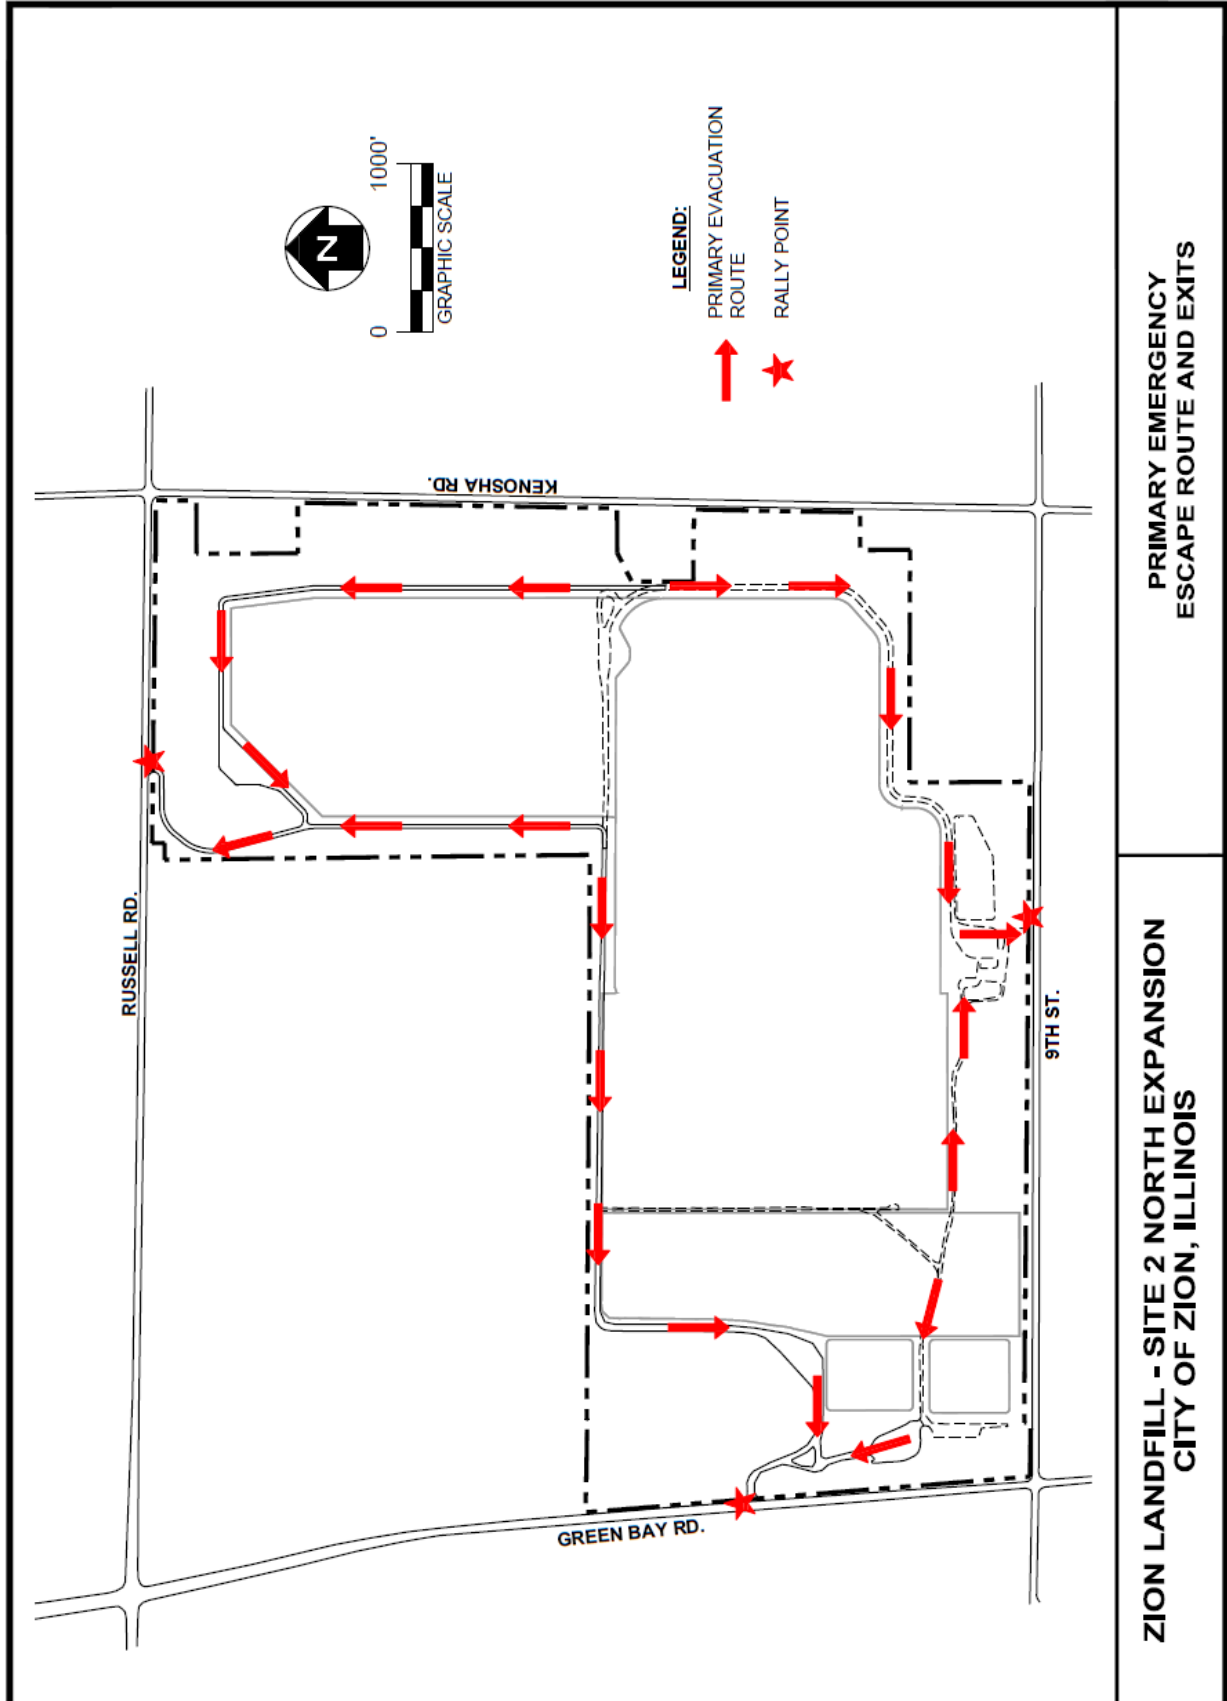 RUSSELL RD.
KENOSHA RD.
GREEN BAY RD.
9TH ST.
N
0 1000'
GRAPHIC SCALE
LEGEND:
PRIMARY EVACUATION
ROUTE
RALLY POINT
ZION LANDFILL - SITE 2 NORTH EXPANSION
CITY OF ZION, ILLINOIS
PRIMARY EMERGENCY
ESCAPE ROUTE AND EXITS